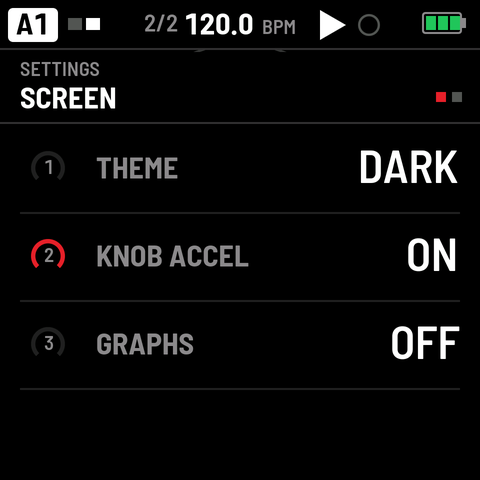 A1 2/2 120.0 BPM
SETTINGS
SCREEN
1 THEME DARK
2 KNOB ACCEL ON
3 GRAPHS OFF